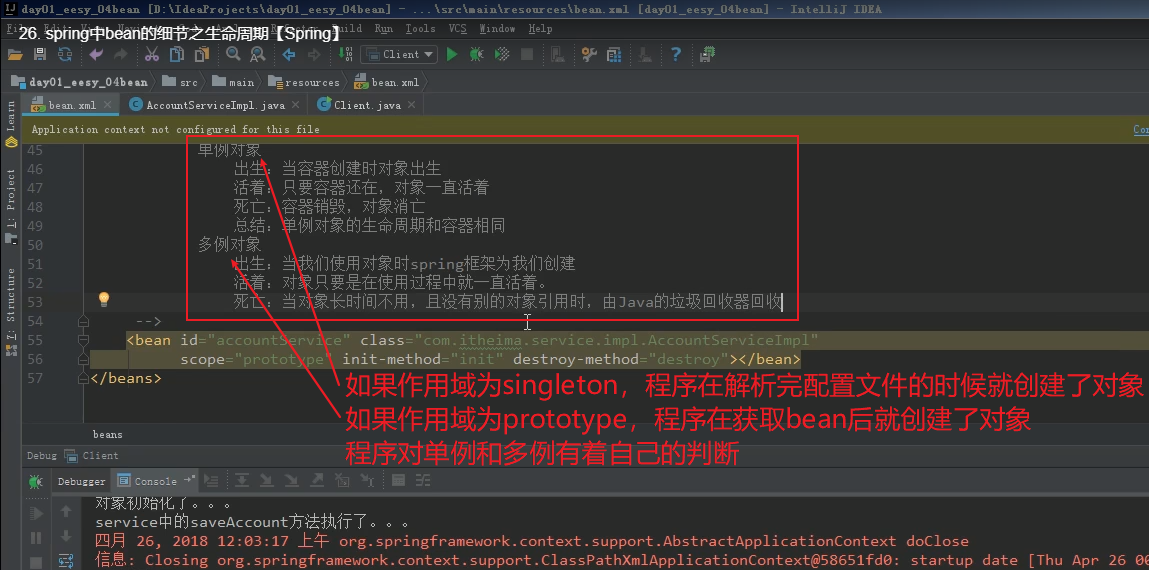 day01_eesy_04bean [D:\IdeaProjects\day01_eesy_04bean] - ...\src\main\resources\bean.xml [day01_eesy_04bean] - IntelliJ IDEA
26. spring中bean的细节之生命周期【Spring】
Build Run Tools VCS Window Help
Client
day01_eesy_04bean src main resources bean.xml
bean.xml AccountServiceImpl.java Client.java
Application context not configured for this file
Learn
1: Project
7: Structure
45 单例对象
46 出生：当容器创建时对象出生
47 活着：只要容器还在，对象一直活着
48 死亡：容器销毁，对象消亡
49 总结：单例对象的生命周期和容器相同
50 多例对象
51 出生：当我们使用对象时spring框架为我们创建
52 活着：对象只要是在使用过程中就一直活着。
53 死亡：当对象长时间不用，且没有别的对象引用时，由Java的垃圾回收器回收
54 -->
55 <bean id="accountService" class="com.itheima.service.impl.AccountServiceImpl"
56 scope="prototype" init-method="init" destroy-method="destroy"></bean>
57 </beans>
如果作用域为singleton，程序在解析完配置文件的时候就创建了对象
如果作用域为prototype，程序在获取bean后就创建了对象
程序对单例和多例有着自己的判断
beans
Debug Client
Debugger Console
对象初始化了。。。
service中的saveAccount方法执行了。。。
四月 26, 2018 12:03:17 上午 org.springframework.context.support.AbstractApplicationContext doClose
信息: Closing org.springframework.context.support.ClassPathXmlApplicationContext@58651fd0: startup date [Thu Apr 26 00